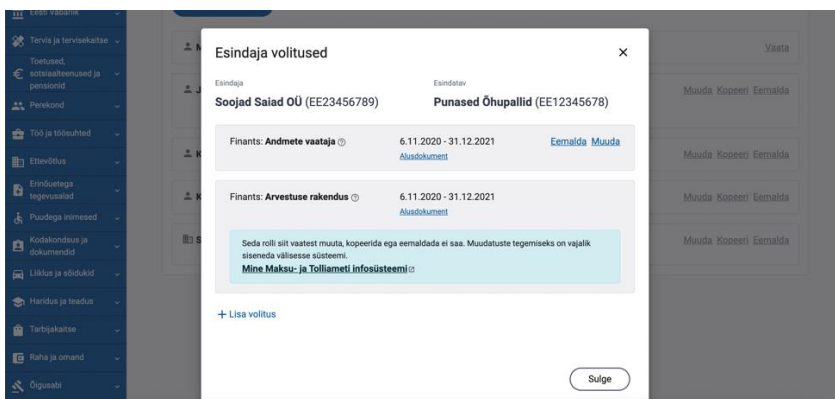 Eesti Vabariik
Tervis ja tervisekaitse
Toetused,
sotsiaalteenused ja
pension
Perekond
Töö ja töösuhted
Ettevõtlus
Erinõuetega
tegevusalad
Puudega inimesed
Kodakondsus ja
dokumendid
Liiklus ja sõidukid
Haridus ja teadus
Tarbijakaitse
Raha ja omand
Õigusabi
M
Vaata
J
Muuda Kopeeri Eemalda
K
Muuda Kopeeri Eemalda
K
Muuda Kopeeri Eemalda
S
Muuda Kopeeri Eemalda
Esindaja volitused
Esindaja
Esindatav
Soojad Saiad OÜ (EE23456789)
Punased Õhupallid (EE12345678)
Finants: Andmete vaataja
6.11.2020 - 31.12.2021
Eemalda Muuda
Alusdokument
Finants: Arvestuse rakendus
6.11.2020 - 31.12.2021
Alusdokument
Seda rolli siit vaatest muuta, kopeerida ega eemaldada ei saa. Muudatuste tegemiseks on vajalik
siseneda välisesse süsteemi.
Mine Maksu- ja Tolliameti infosüsteemi
+ Lisa volitus
Sulge